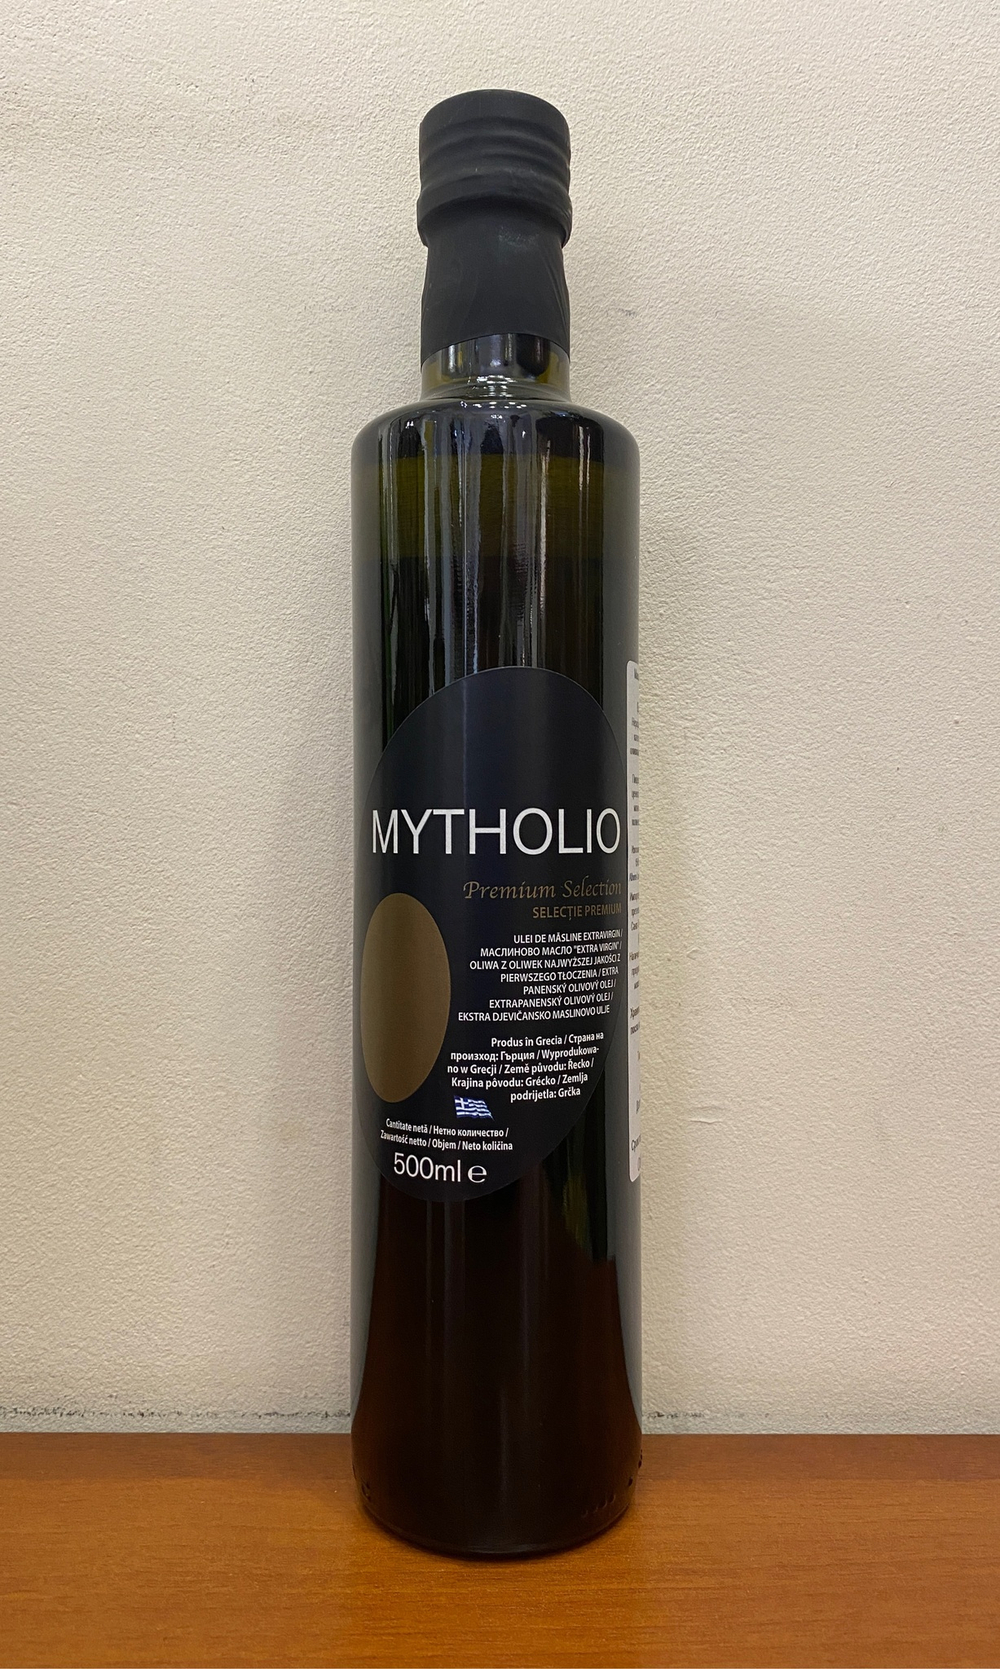 MYTHOLIO
Premium Selection
SELECȚIE PREMIUM
ULEI DE MĂSLINE EXTRAVIRGIN /
МАСЛИНОВО МАСЛО "EXTRA VIRGIN" /
OLIWA Z OLIWEK NAJWYŻSZEJ JAKOŚCI Z
PIERWSZEGO TŁOCZENIA / EXTRA
PANENSKÝ OLIVOVÝ OLEJ /
EXTRAPANENSKÝ OLIVOVÝ OLEJ /
EKSTRA DJEVIČANSKO MASLINOVO ULJE
Produs in Grecia / Страна на
произход: Гърция / Wyprodukowa-
no w Grecji / Země původu: Řecko /
Krajina pôvodu: Grécko / Zemlja
podrijetla: Grčka
Cantitate netă / Нетно количество /
Zawartość netto / Objem / Neto količina
500ml e